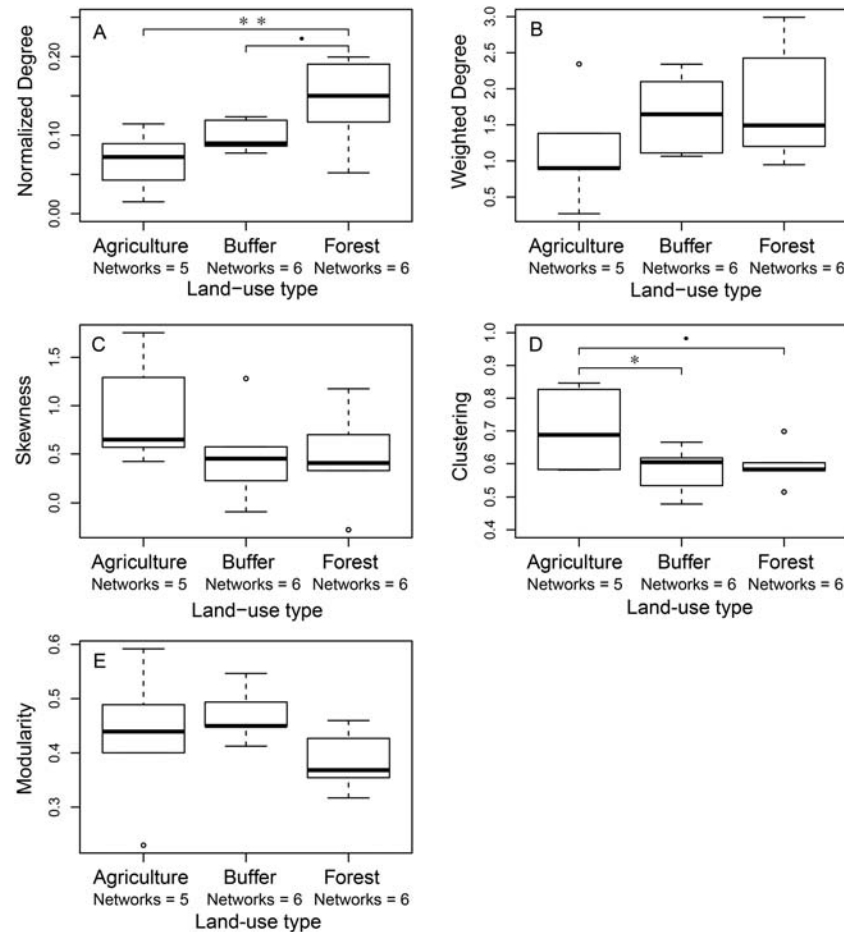 A
* *
•
Normalized Degree
0.20
0.10
0.00
Agriculture Buffer Forest
Networks = 5 Networks = 6 Networks = 6
Land-use type
B
Weighted Degree
3.0
2.5
2.0
1.5
1.0
0.5
Agriculture Buffer Forest
Networks = 5 Networks = 6 Networks = 6
Land-use type
C
Skewness
1.5
1.0
0.5
0.0
Agriculture Buffer Forest
Networks = 5 Networks = 6 Networks = 6
Land-use type
D
•
*
Clustering
1.0
0.9
0.8
0.7
0.6
0.5
0.4
Agriculture Buffer Forest
Networks = 5 Networks = 6 Networks = 6
Land-use type
E
Modularity
0.6
0.5
0.4
0.3
Agriculture Buffer Forest
Networks = 5 Networks = 6 Networks = 6
Land-use type